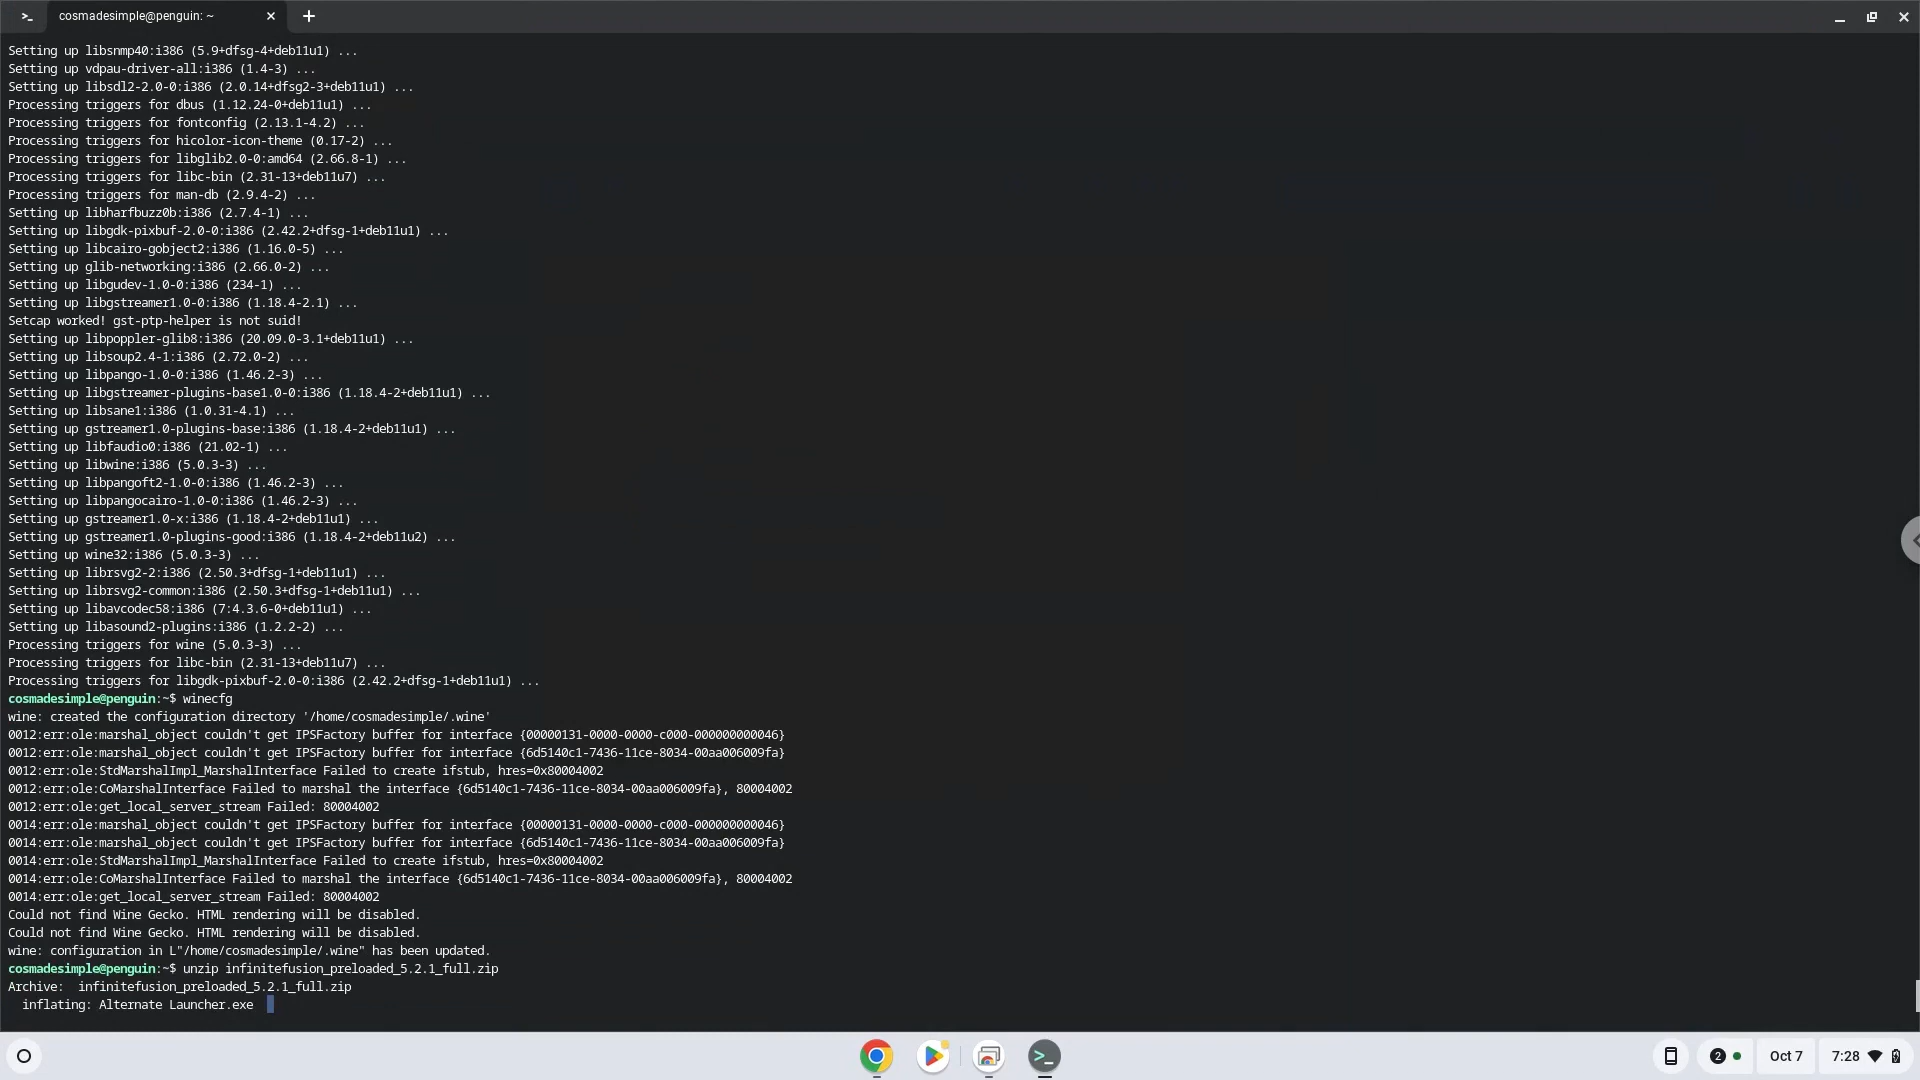 cosmadesimple@penguin: ~
Setting up libsnmp40:i386 (5.9+dfsg-4+deb11u1) ...
Setting up vdpau-driver-all:i386 (1.4-3) ...
Setting up libsdl2-2.0-0:i386 (2.0.14+dfsg2-3+deb11u1) ...
Processing triggers for dbus (1.12.24-0+deb11u1) ...
Processing triggers for fontconfig (2.13.1-4.2) ...
Processing triggers for hicolor-icon-theme (0.17-2) ...
Processing triggers for libglib2.0-0:amd64 (2.66.8-1) ...
Processing triggers for libc-bin (2.31-13+deb11u7) ...
Processing triggers for man-db (2.9.4-2) ...
Setting up libharfbuzz0b:i386 (2.7.4-1) ...
Setting up libgdk-pixbuf-2.0-0:i386 (2.42.2+dfsg-1+deb11u1) ...
Setting up libcairo-gobject2:i386 (1.16.0-5) ...
Setting up glib-networking:i386 (2.66.0-2) ...
Setting up libgudev-1.0-0:i386 (234-1) ...
Setting up libgstreamer1.0-0:i386 (1.18.4-2.1) ...
Setcap worked! gst-ptp-helper is not suid!
Setting up libpoppler-glib8:i386 (20.09.0-3.1+deb11u1) ...
Setting up libsoup2.4-1:i386 (2.72.0-2) ...
Setting up libpango-1.0-0:i386 (1.46.2-3) ...
Setting up libgstreamer-plugins-base1.0-0:i386 (1.18.4-2+deb11u1) ...
Setting up libsane1:i386 (1.0.31-4.1) ...
Setting up gstreamer1.0-plugins-base:i386 (1.18.4-2+deb11u1) ...
Setting up libfaudio0:i386 (21.02-1) ...
Setting up libwine:i386 (5.0.3-3) ...
Setting up libpangoft2-1.0-0:i386 (1.46.2-3) ...
Setting up libpangocairo-1.0-0:i386 (1.46.2-3) ...
Setting up gstreamer1.0-x:i386 (1.18.4-2+deb11u1) ...
Setting up gstreamer1.0-plugins-good:i386 (1.18.4-2+deb11u2) ...
Setting up wine32:i386 (5.0.3-3) ...
Setting up librsvg2-2:i386 (2.50.3+dfsg-1+deb11u1) ...
Setting up librsvg2-common:i386 (2.50.3+dfsg-1+deb11u1) ...
Setting up libavcodec58:i386 (7:4.3.6-0+deb11u1) ...
Setting up libasound2-plugins:i386 (1.2.2-2) ...
Processing triggers for wine (5.0.3-3) ...
Processing triggers for libc-bin (2.31-13+deb11u7) ...
Processing triggers for libgdk-pixbuf-2.0-0:i386 (2.42.2+dfsg-1+deb11u1) ...
cosmadesimple@penguin:~$ winecfg
wine: created the configuration directory '/home/cosmadesimple/.wine'
0012:err:ole:marshal_object couldn't get IPSFactory buffer for interface {00000131-0000-0000-c000-000000000046}
0012:err:ole:marshal_object couldn't get IPSFactory buffer for interface {6d5140c1-7436-11ce-8034-00aa006009fa}
0012:err:ole:StdMarshalImpl_MarshalInterface Failed to create ifstub, hres=0x80004002
0012:err:ole:CoMarshalInterface Failed to marshal the interface {6d5140c1-7436-11ce-8034-00aa006009fa}, 80004002
0012:err:ole:get_local_server_stream Failed: 80004002
0014:err:ole:marshal_object couldn't get IPSFactory buffer for interface {00000131-0000-0000-c000-000000000046}
0014:err:ole:marshal_object couldn't get IPSFactory buffer for interface {6d5140c1-7436-11ce-8034-00aa006009fa}
0014:err:ole:StdMarshalImpl_MarshalInterface Failed to create ifstub, hres=0x80004002
0014:err:ole:CoMarshalInterface Failed to marshal the interface {6d5140c1-7436-11ce-8034-00aa006009fa}, 80004002
0014:err:ole:get_local_server_stream Failed: 80004002
Could not find Wine Gecko. HTML rendering will be disabled.
Could not find Wine Gecko. HTML rendering will be disabled.
wine: configuration in L"/home/cosmadesimple/.wine" has been updated.
cosmadesimple@penguin:~$ unzip infinitefusion_preloaded_5.2.1_full.zip
Archive:  infinitefusion_preloaded_5.2.1_full.zip
  inflating: Alternate Launcher.exe
2 Oct 7 7:28